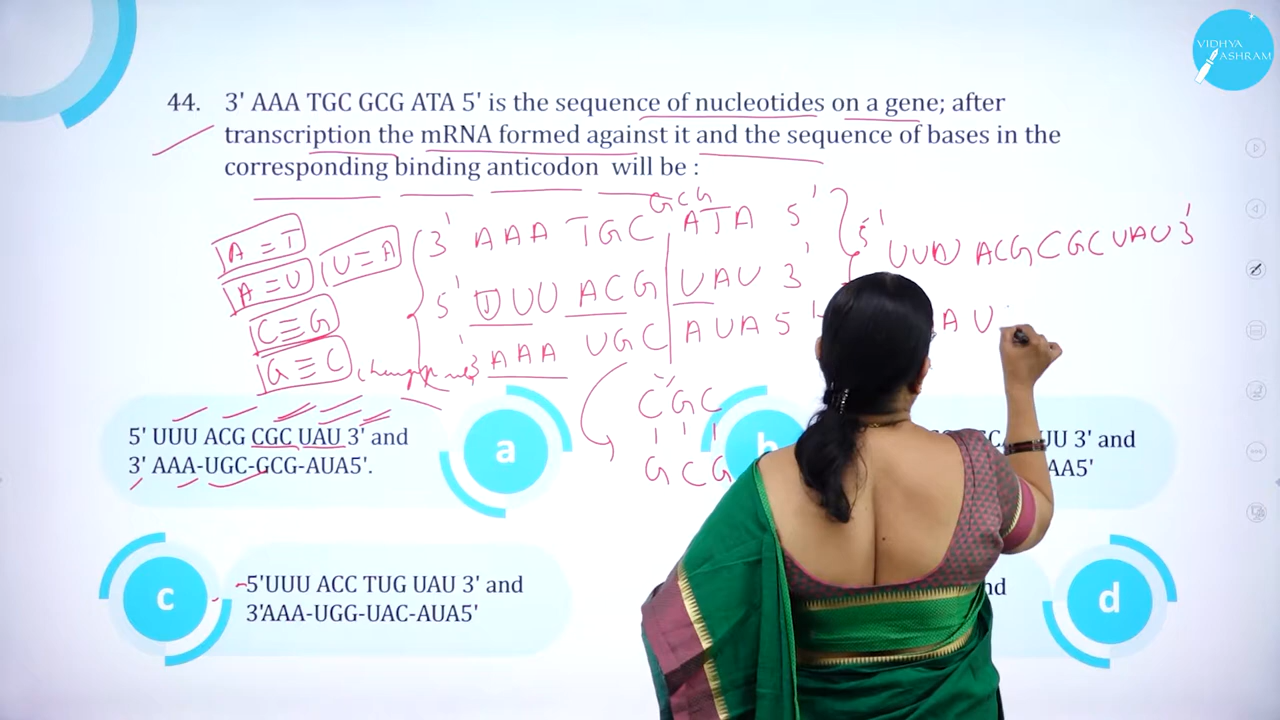 VIDHYA
ASHRAM
44. 3' AAA TGC GCG ATA 5' is the sequence of nucleotides on a gene; after
transcription the mRNA formed against it and the sequence of bases in the
corresponding binding anticodon will be :
GCG
A = T
U = A
3' AAA TGC ATA 5'
5'
UUU ACG CGC UAU 3'
A = U
5' UUU ACG UAU 3'
C ≡ G
3' AAA UGC AUA 5'
A U
G ≡ C
CGC
GCG
5' UUU ACG CGC UAU 3' and
3' AAA-UGC-GCG-AUA5'.
a
UU 3' and
AA5'
c
5'UUU ACC TUG UAU 3' and
3'AAA-UGG-UAC-AUA5'
nd
d